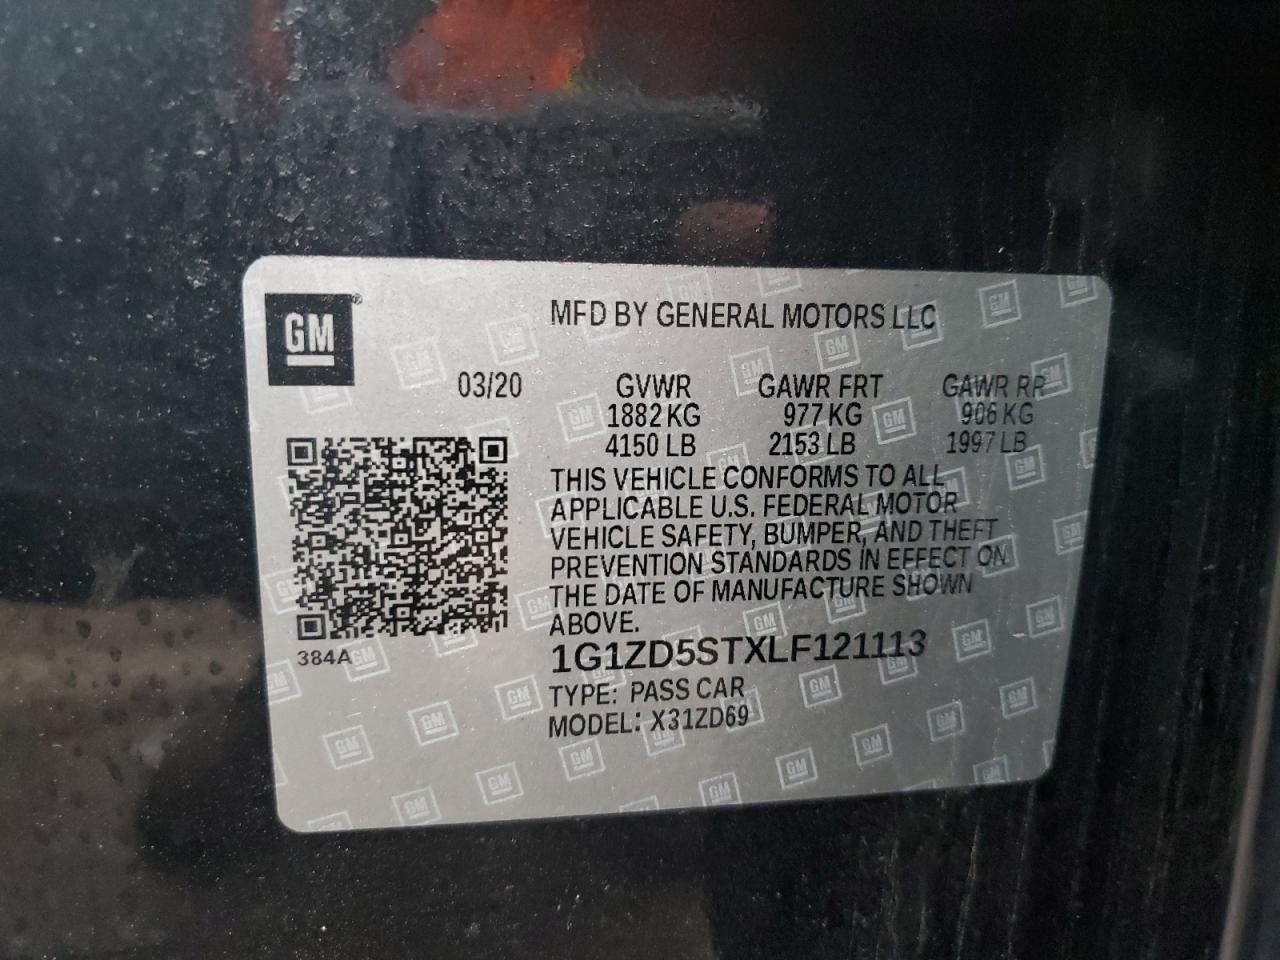 GM®
MFD BY GENERAL MOTORS LLC
03/20 GVWR GAWR FRT GAWR RR
1882 KG 977 KG 906 KG
4150 LB 2153 LB 1997 LB
THIS VEHICLE CONFORMS TO ALL
APPLICABLE U.S. FEDERAL MOTOR
VEHICLE SAFETY, BUMPER, AND THEFT
PREVENTION STANDARDS IN EFFECT ON
THE DATE OF MANUFACTURE SHOWN
ABOVE.
384A
1G1ZD5STXLF121113
TYPE: PASS CAR
MODEL: X31ZD69